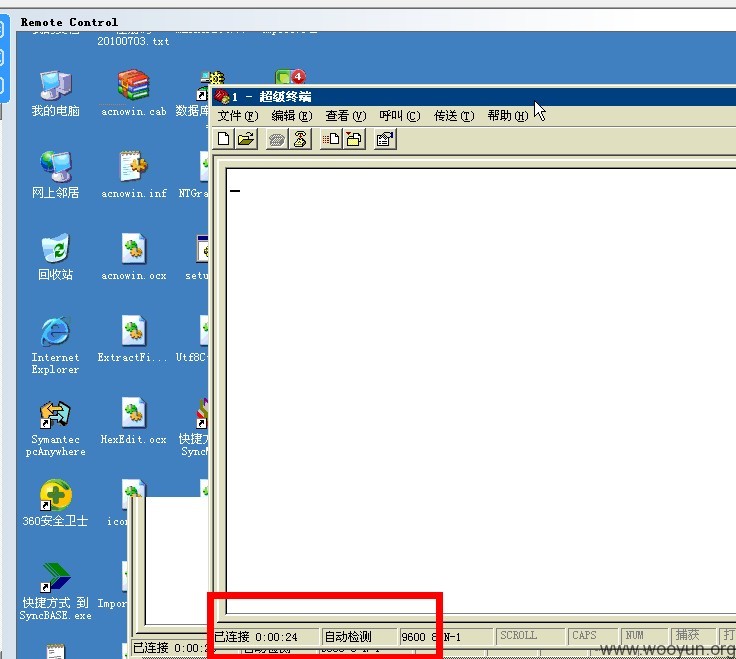 Remote Control
20100703.txt
4
我的电脑
acnowin.cab
数据库
网上邻居
acnowin.inf
NTGra
回收站
acnowin.ocx
setu
Internet
Explorer
ExtractFi...
Utf8C
Symantec
pcAnywhere
HexEdit.ocx
快捷方
Sync
360安全卫士
ico
快捷方式 到
SyncBASE.exe
Impor
1 - 超级终端
文件(F) 编辑(E) 查看(V) 呼叫(C) 传送(T) 帮助(H)
已连接 0:00:24 自动检测 9600 8-N-1 SCROLL CAPS NUM 捕获 打
已连接 0:00:2 自动检测
www.wooyun.org